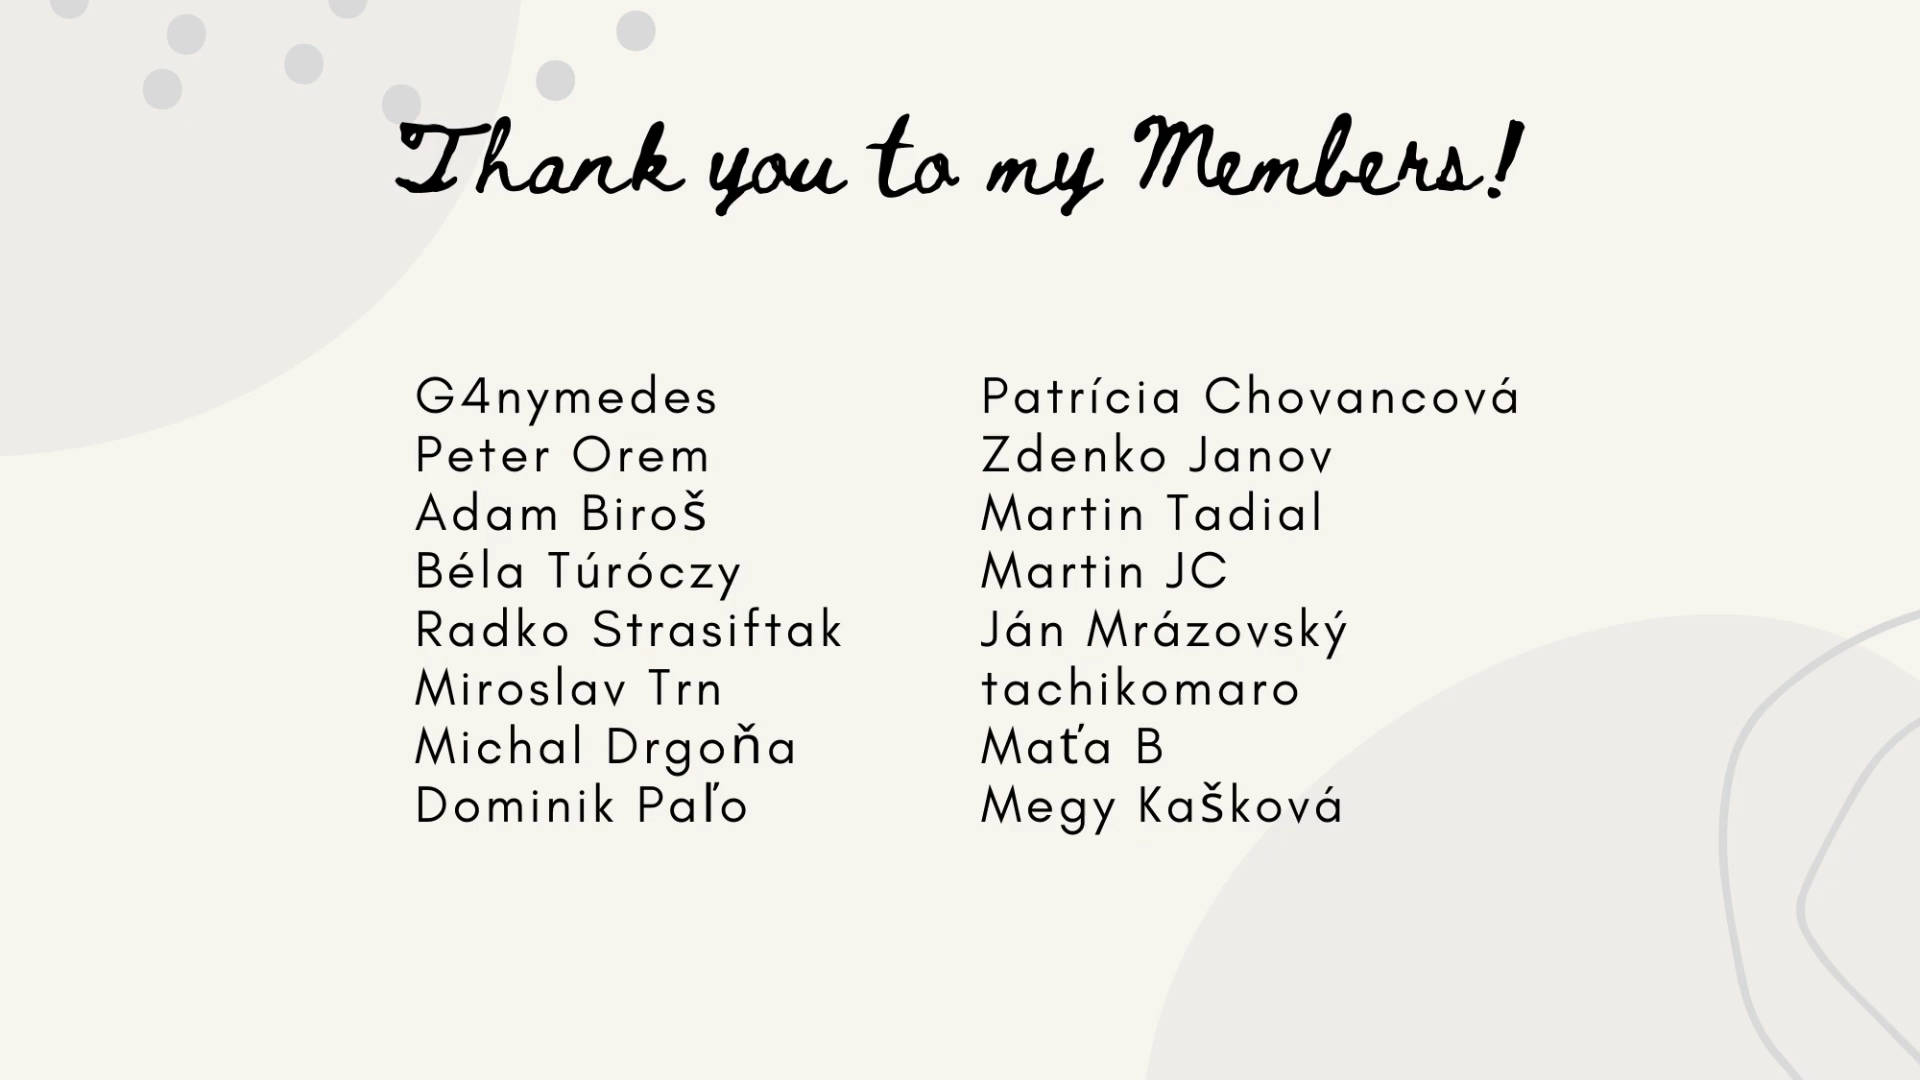 Thank you to my Members!
G4nymedes
Peter Orem
Adam Biroš
Béla Túróczy
Radko Strasiftak
Miroslav Trn
Michal Drgoňa
Dominik Paľo
Patrícia Chovancová
Zdenko Janov
Martin Tadial
Martin JC
Ján Mrázovský
tachikomaro
Maťa B
Megy Kašková